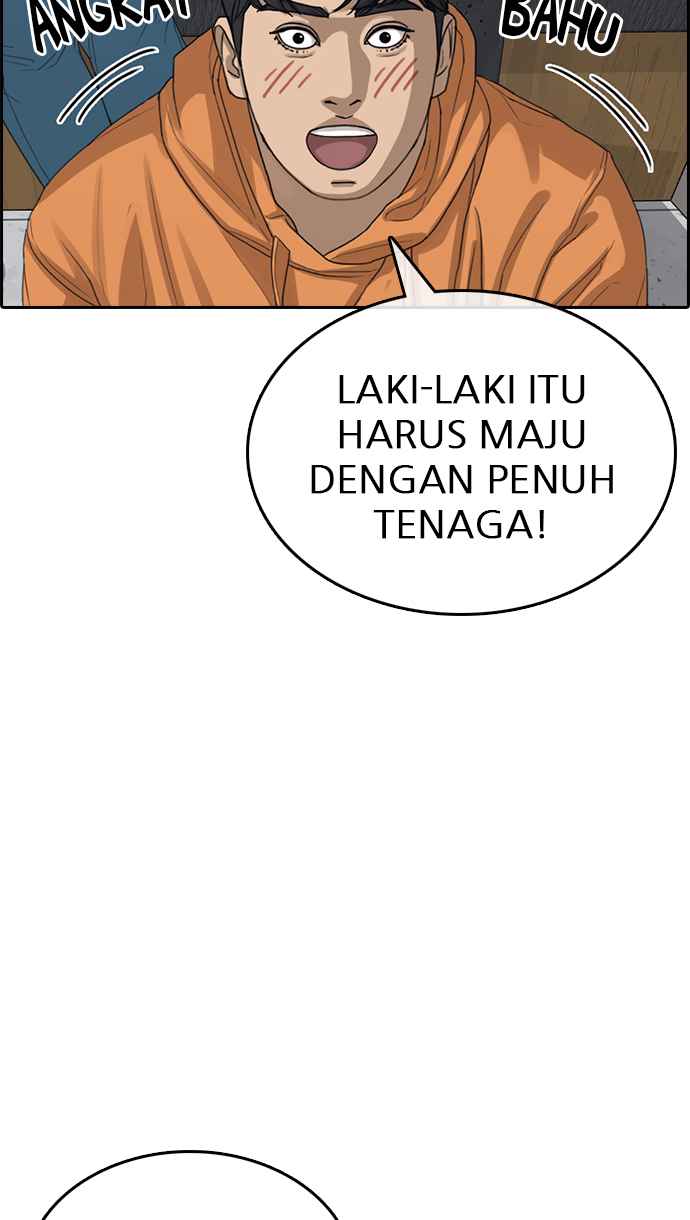 ANGKAT
BAHU
LAKI-LAKI ITU
HARUS MAJU
DENGAN PENUH
TENAGA!